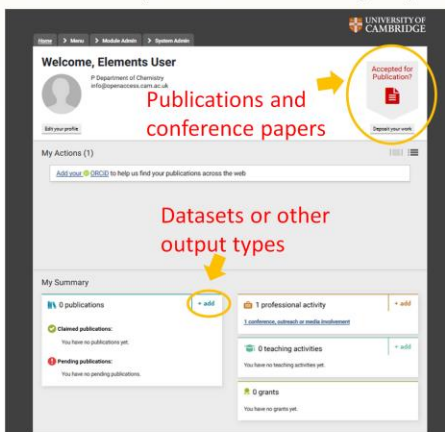 UNIVERSITY OF
CAMBRIDGE
Home > Menu > Module Admin > System Admin
Welcome, Elements User
P Department of Chemistry
info@openaccess.cam.ac.uk
Edit your profile
Accepted for
Publication?
Deposit your work
Publications and
conference papers
My Actions (1)
Add your ORCID to help us find your publications across the web
Datasets or other
output types
My Summary
0 publications
+ add
Claimed publications:
You have no publications yet.
Pending publications:
You have no pending publications.
1 professional activity
+ add
1 conference, outreach or media involvement
0 teaching activities
+ add
You have no teaching activities yet.
0 grants
You have no grants yet.